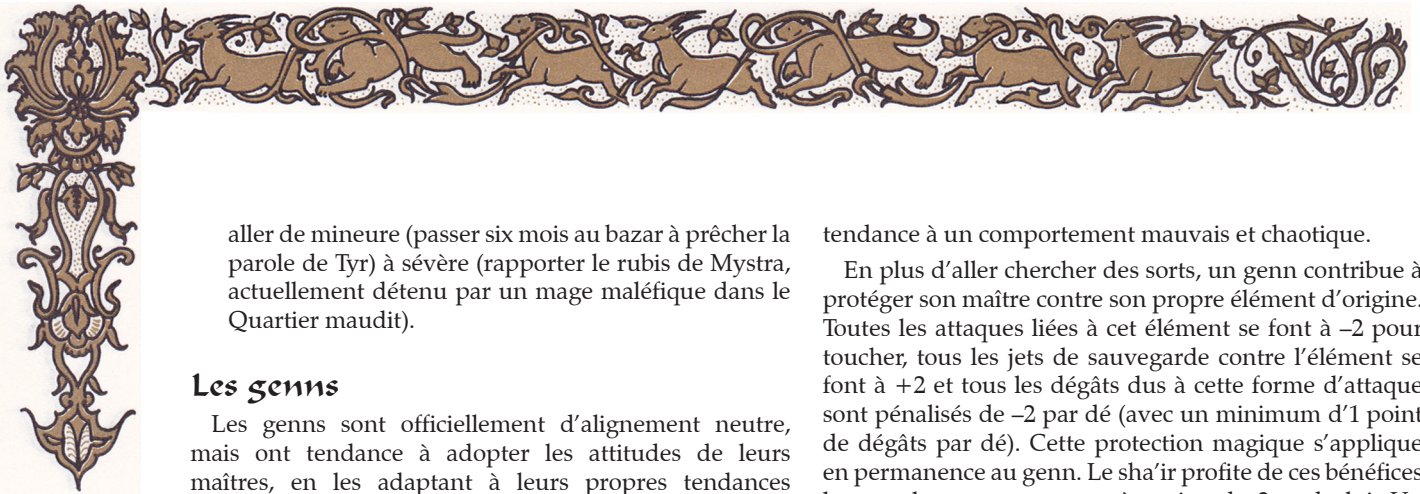 aller de mineure (passer six mois au bazar à prêcher la
parole de Tyr) à sévère (rapporter le rubis de Mystra,
actuellement détenu par un mage maléfique dans le
Quartier maudit).
Les genns
Les genns sont officiellement d’alignement neutre,
mais ont tendance à adopter les attitudes de leurs
maîtres, en les adaptant à leurs propres tendances
tendance à un comportement mauvais et chaotique.
En plus d’aller chercher des sorts, un genn contribue à
protéger son maître contre son propre élément d’origine.
Toutes les attaques liées à cet élément se font à –2 pour
toucher, tous les jets de sauvegarde contre l’élément se
font à +2 et tous les dégâts dus à cette forme d’attaque
sont pénalisés de –2 par dé (avec un minimum d’1 point
de dégâts par dé). Cette protection magique s’applique
en permanence au genn. Le sha’ir profite de ces bénéfices